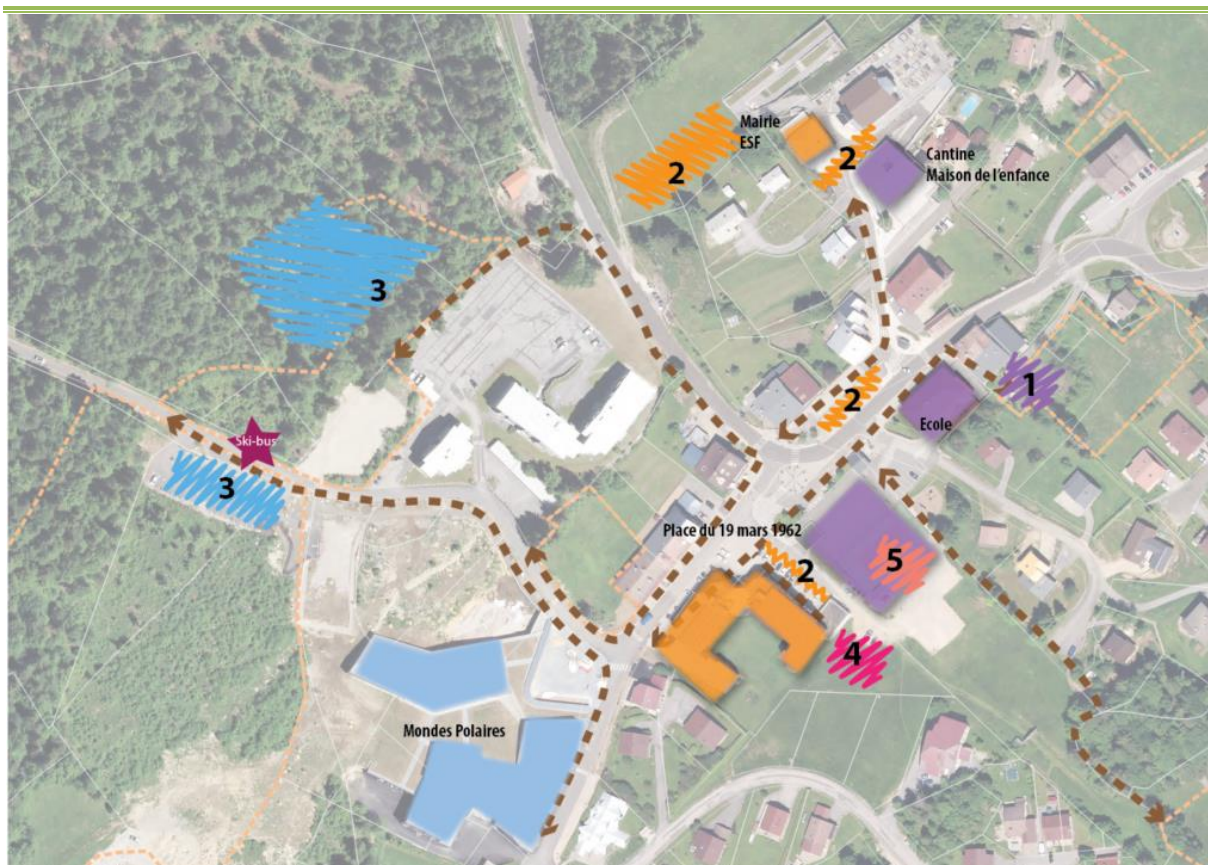 Mairie
ESF
2
2
Cantine
Maison de l'enfance
3
1
2
Ecole
Ski-bus
3
Place du 19 mars 1962
5
2
4
Mondes Polaires